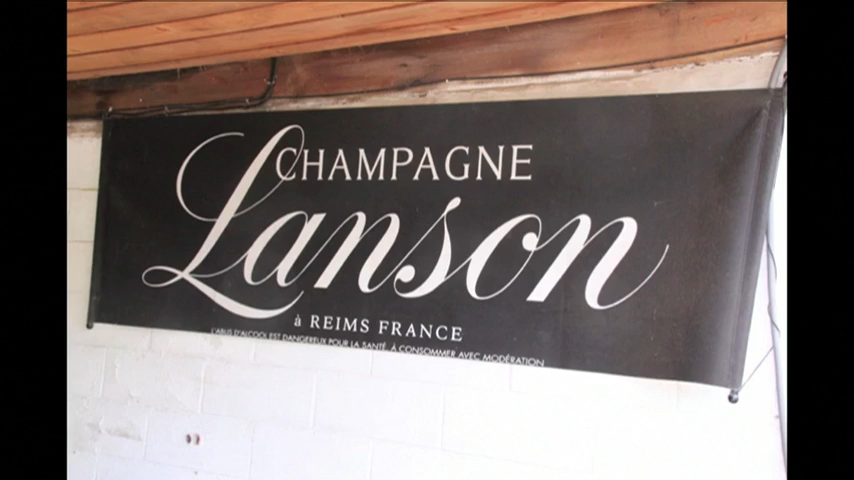 CHAMPAGNE
Lanson
à REIMS FRANCE
L'ABUS D'ALCOOL EST DANGEREUX POUR LA SANTÉ, À CONSOMMER AVEC MODÉRATION